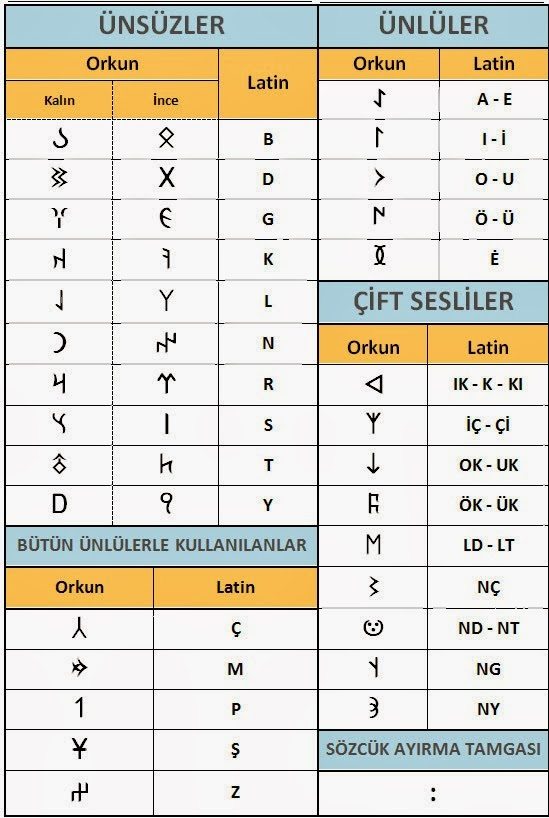 ÜNSÜZLER
Orkun Latin
Kalın İnce
𐰉 𐰋 B
𐰑 𐰓 D
𐰍 𐰏 G
𐰴 𐰚 K
𐰞 𐰠 L
𐰣 𐰤 N
𐰺 𐰼 R
𐰽 𐰾 S
𐱃 𐱅 T
𐰖 𐰘 Y
BÜTÜN ÜNLÜLERLE KULLANILANLAR
Orkun Latin
𐰲 Ç
𐰢 M
𐰯 P
𐱁 Ş
𐰔 Z
ÜNLÜLER
Orkun Latin
𐰀 A - E
𐰃 I - İ
𐰆 O - U
𐰇 Ö - Ü
𐰅 Ė
ÇİFT SESLİLER
Orkun Latin
𐰶 IK - K - KI
𐰱 İÇ - Çİ
𐰸 OK - UK
𐰜 ÖK - ÜK
𐰡 LD - LT
𐰨 NÇ
𐰦 ND - NT
𐰭 NG
𐰪 NY
SÖZCÜK AYIRMA TAMGASI
: